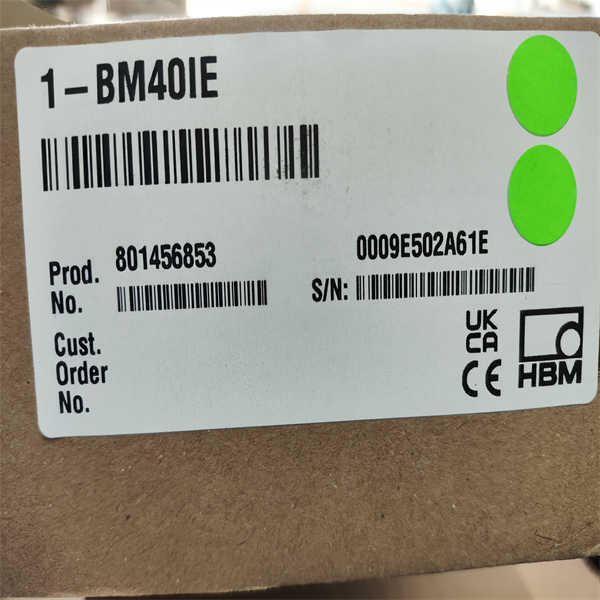 1-BM40IE
Prod. No. 801456853
S/N: 0009E502A61E
Cust. Order No.
UK CA
CE
HBM